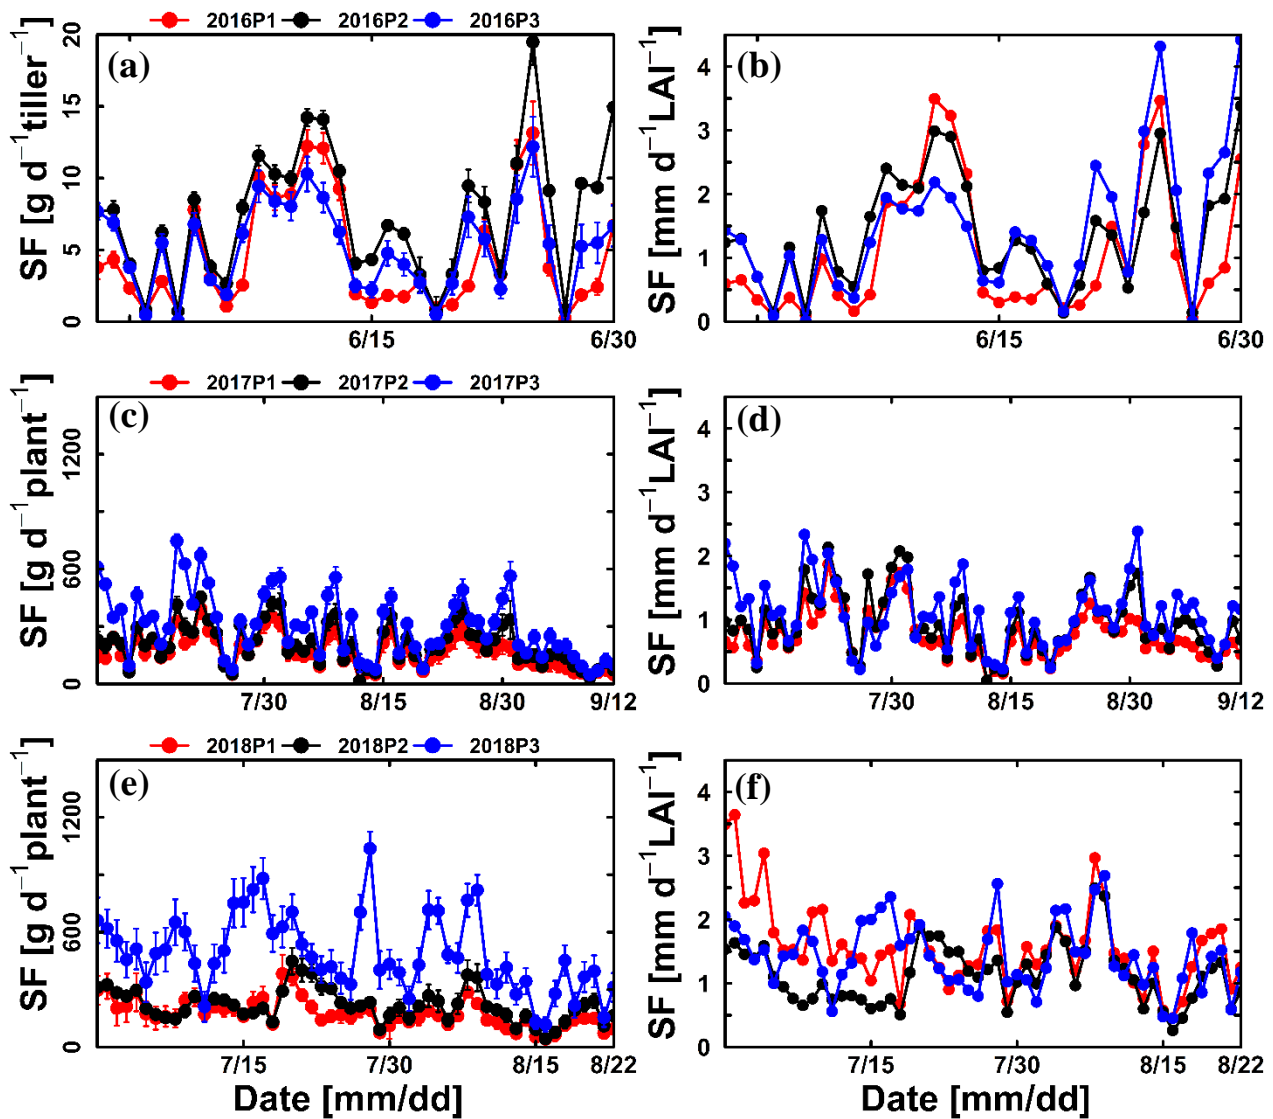 2016P1 2016P2 2016P3
(a)
SF [g d⁻¹tiller⁻¹]
20
15
10
5
0
6/15 6/30
(b)
SF [mm d⁻¹LAI⁻¹]
4
3
2
1
0
6/15 6/30
2017P1 2017P2 2017P3
(c)
SF [g d⁻¹plant⁻¹]
1200
600
0
7/30 8/15 8/30 9/12
(d)
SF [mm d⁻¹LAI⁻¹]
4
3
2
1
0
7/30 8/15 8/30 9/12
2018P1 2018P2 2018P3
(e)
SF [g d⁻¹plant⁻¹]
1200
600
0
7/15 7/30 8/15 8/22
Date [mm/dd]
(f)
SF [mm d⁻¹LAI⁻¹]
4
3
2
1
0
7/15 7/30 8/15 8/22
Date [mm/dd]